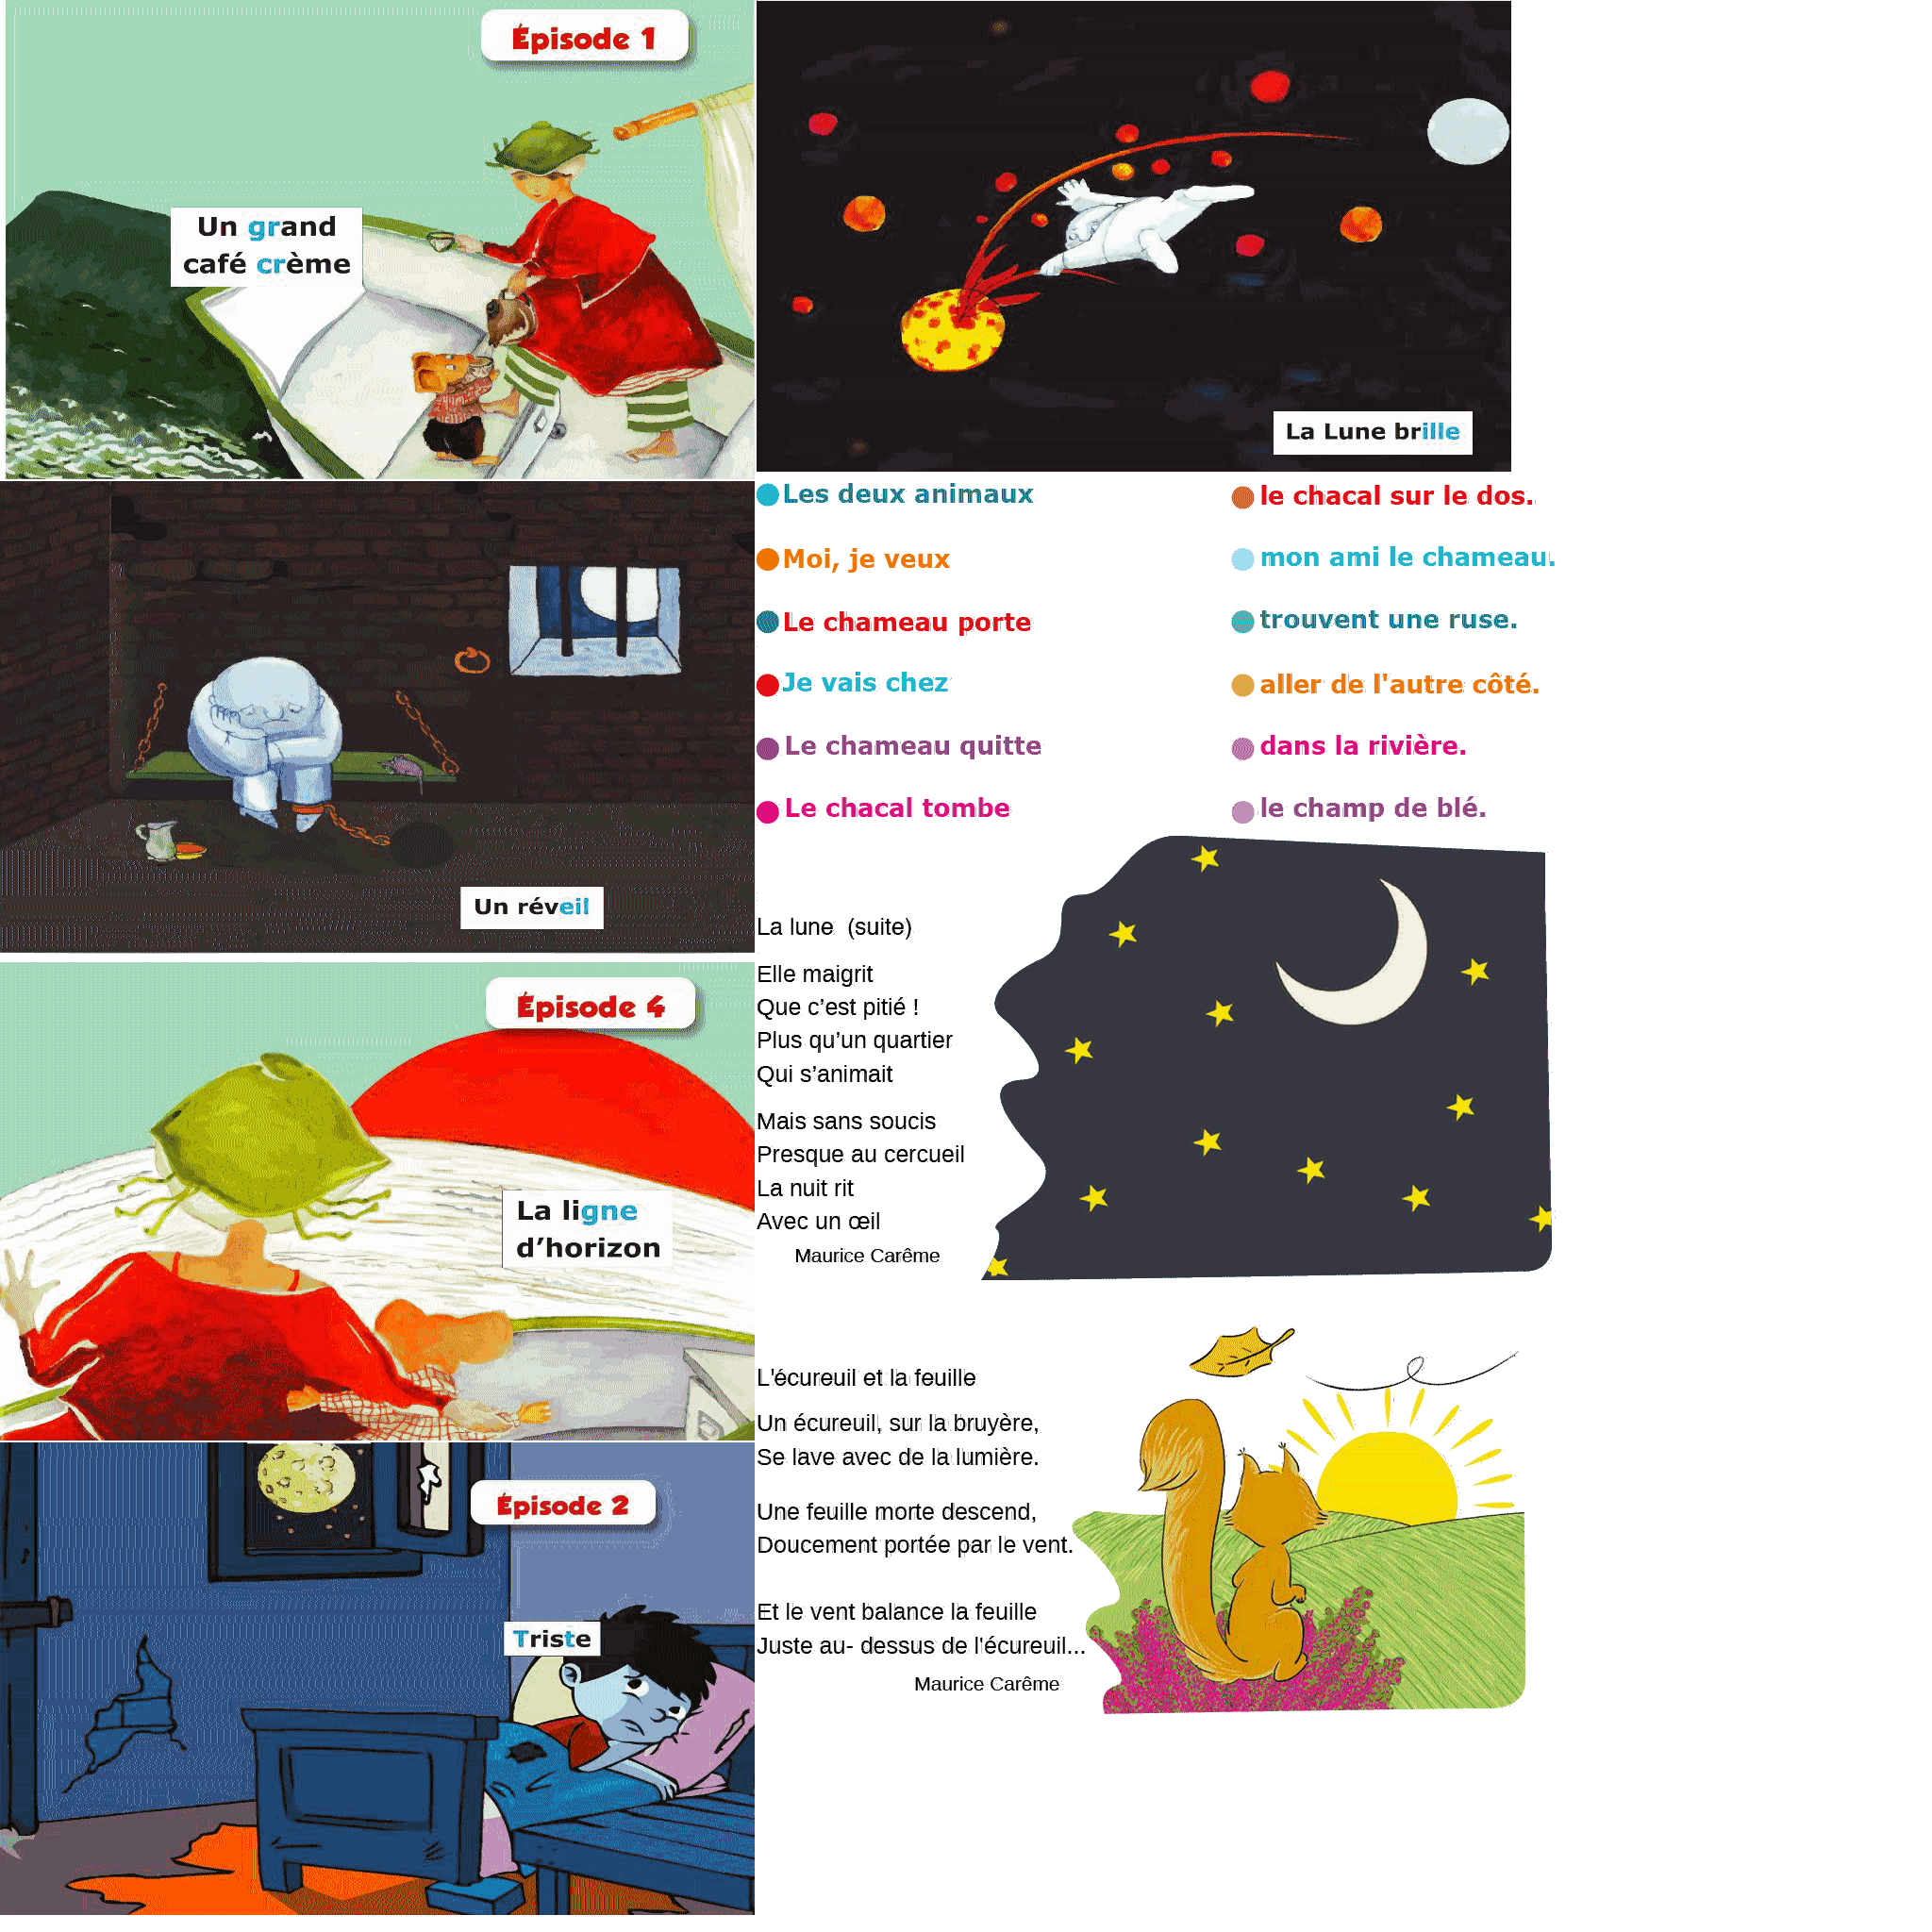 Épisode 1
Un grand
café crème
La Lune brille
Un réveil
Les deux animaux
le chacal sur le dos.
Moi, je veux
mon ami le chameau.
Le chameau porte
trouvent une ruse.
Je vais chez
aller de l'autre côté.
Le chameau quitte
dans la rivière.
Le chacal tombe
le champ de blé.
La lune (suite)
Elle maigrit
Que c’est pitié !
Plus qu’un quartier
Qui s’animait
Mais sans soucis
Presque au cercueil
La nuit rit
Avec un œil
Maurice Carême
Épisode 4
La ligne
d’horizon
L'écureuil et la feuille
Un écureuil, sur la bruyère,
Se lave avec de la lumière.
Une feuille morte descend,
Doucement portée par le vent.
Et le vent balance la feuille
Juste au- dessus de l'écureuil...
Maurice Carême
Épisode 2
Triste